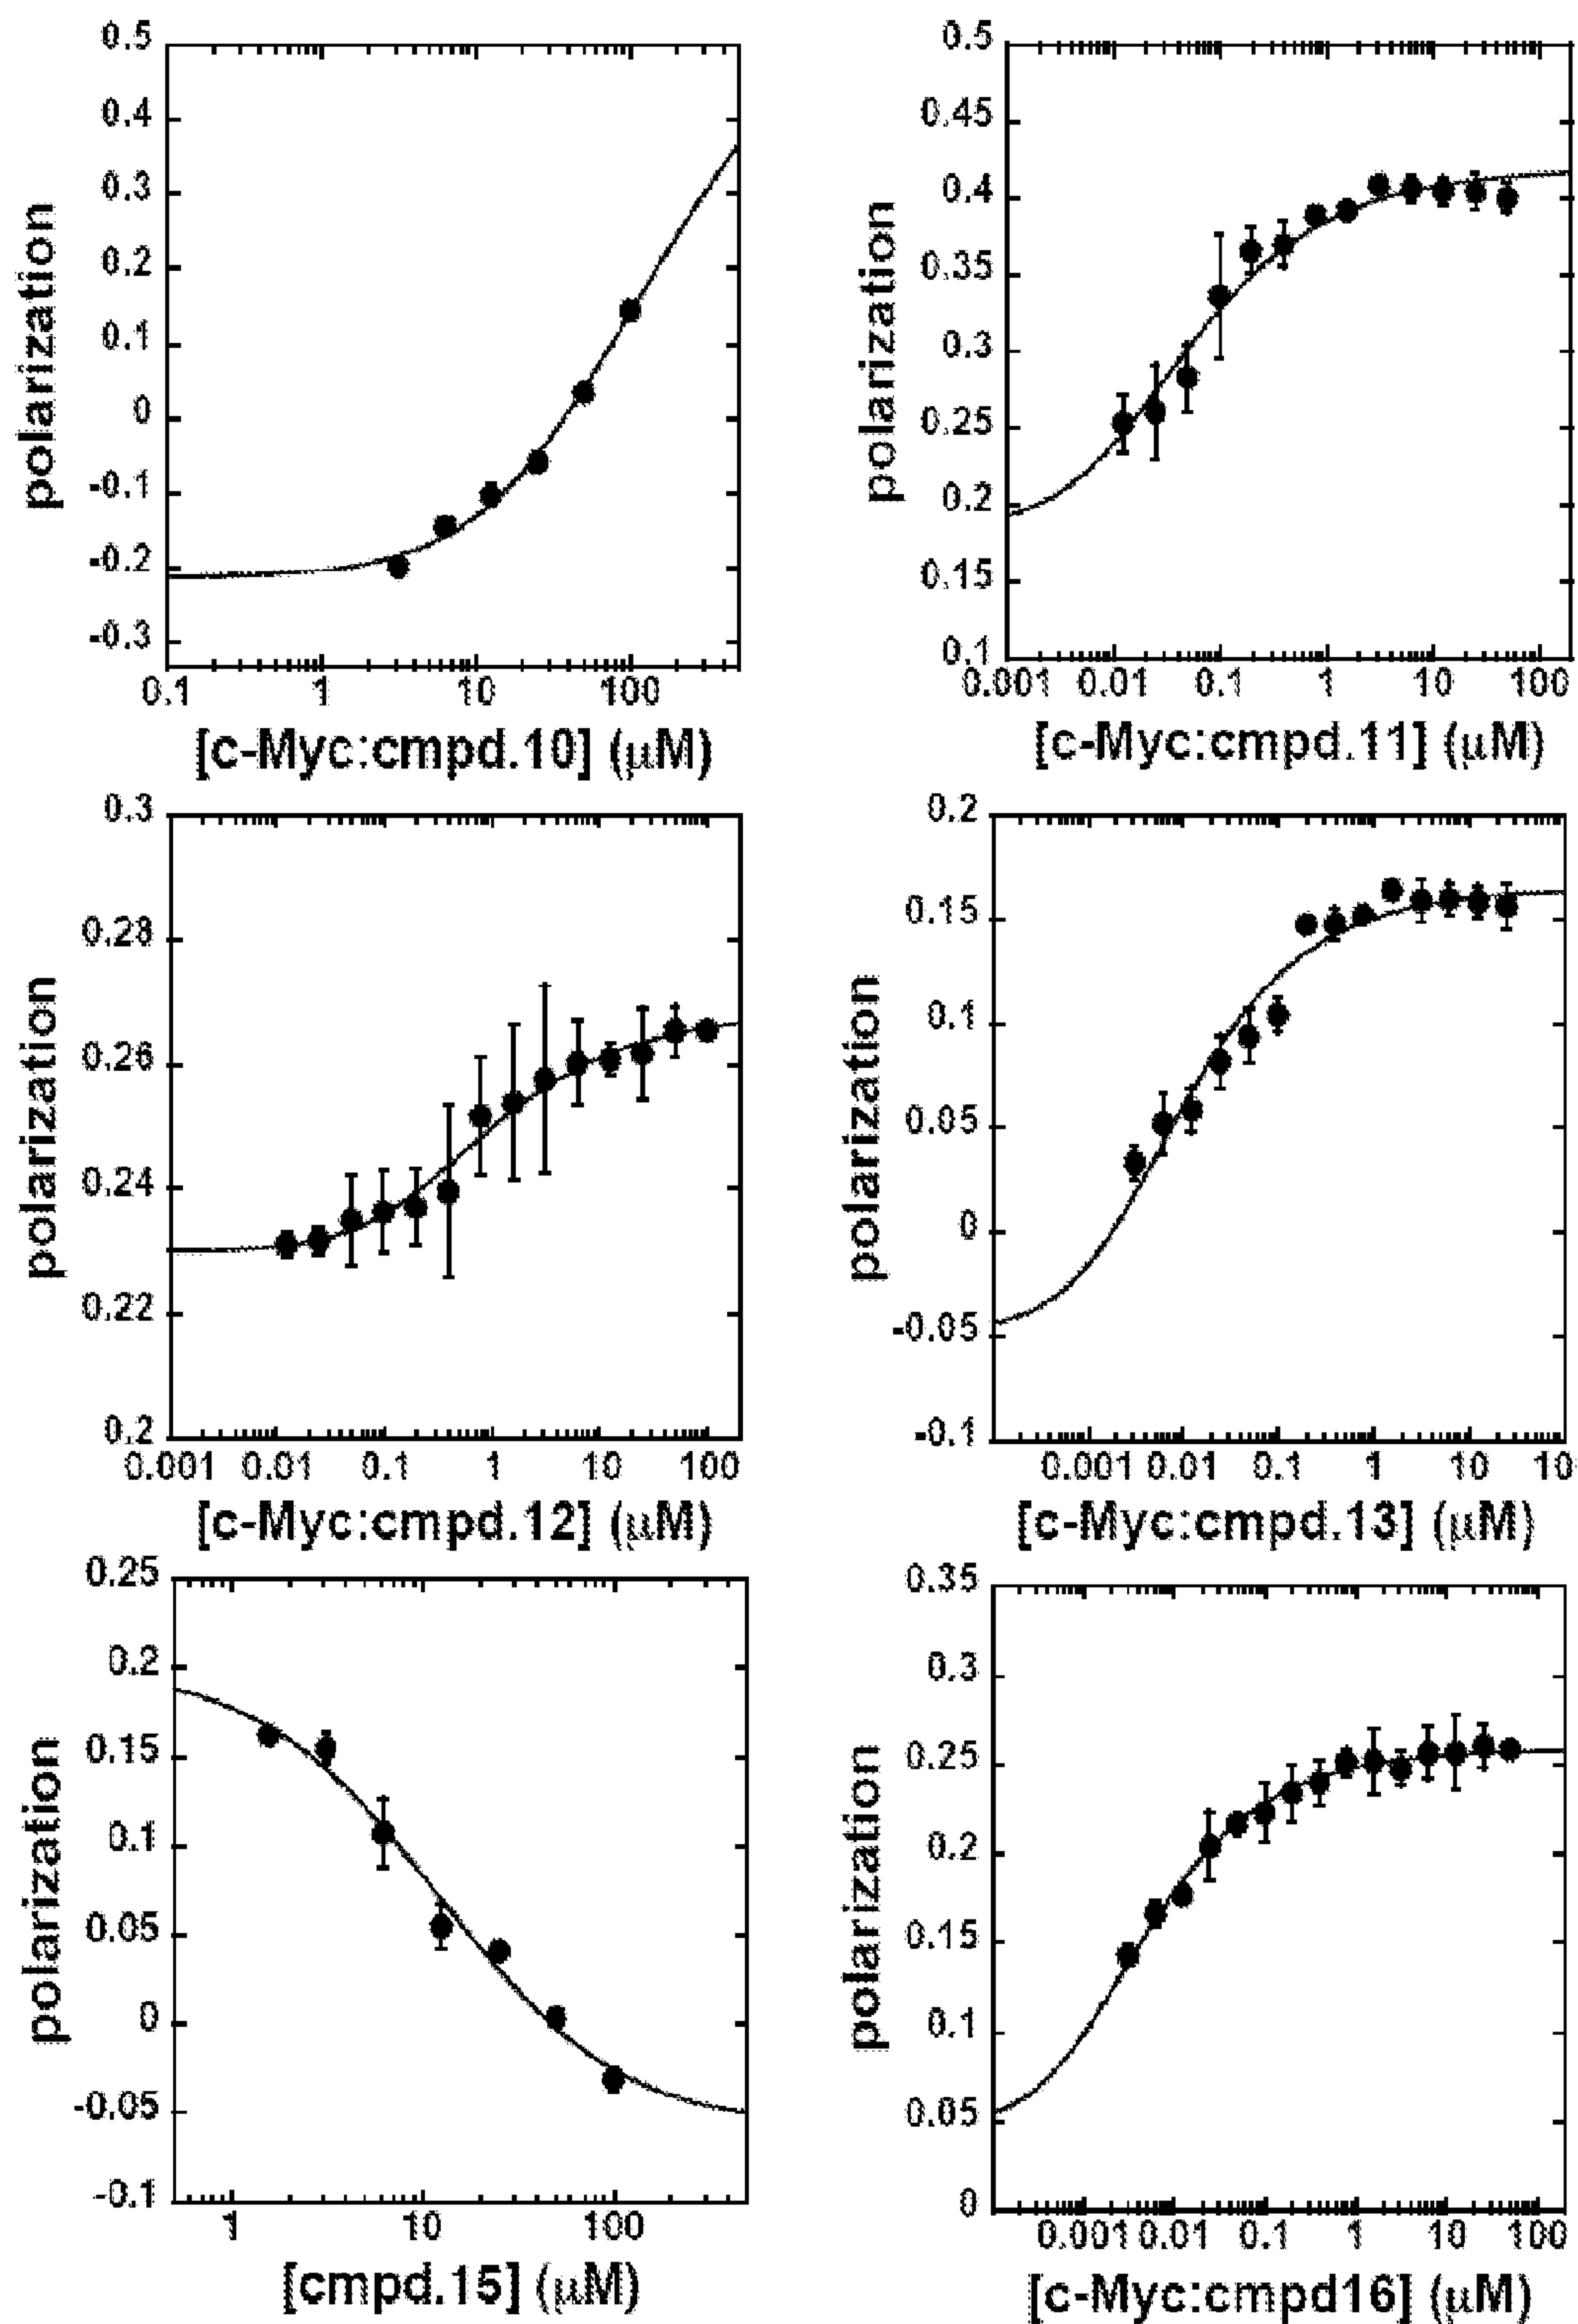 0.5
0.4
0.3
0.2
0.1
0
-0.1
-0.2
-0.3
polarization
0.1 1 10 100
[c-Myc:cmpd.10] (μM)
0.5
0.45
0.4
0.35
0.3
0.25
0.2
0.15
0.1
polarization
0.001 0.01 0.1 1 10 100
[c-Myc:cmpd.11] (μM)
0.3
0.28
0.26
0.24
0.22
0.2
polarization
0.001 0.01 0.1 1 10 100
[c-Myc:cmpd.12] (μM)
0.2
0.15
0.1
0.05
0
-0.05
-0.1
polarization
0.001 0.01 0.1 1 10 10
[c-Myc:cmpd.13] (μM)
0.25
0.2
0.15
0.1
0.05
0
-0.05
-0.1
polarization
1 10 100
[cmpd.15] (μM)
0.35
0.3
0.25
0.2
0.15
0.1
0.05
0
polarization
0.001 0.01 0.1 1 10 100
[c-Myc:cmpd16] (μM)